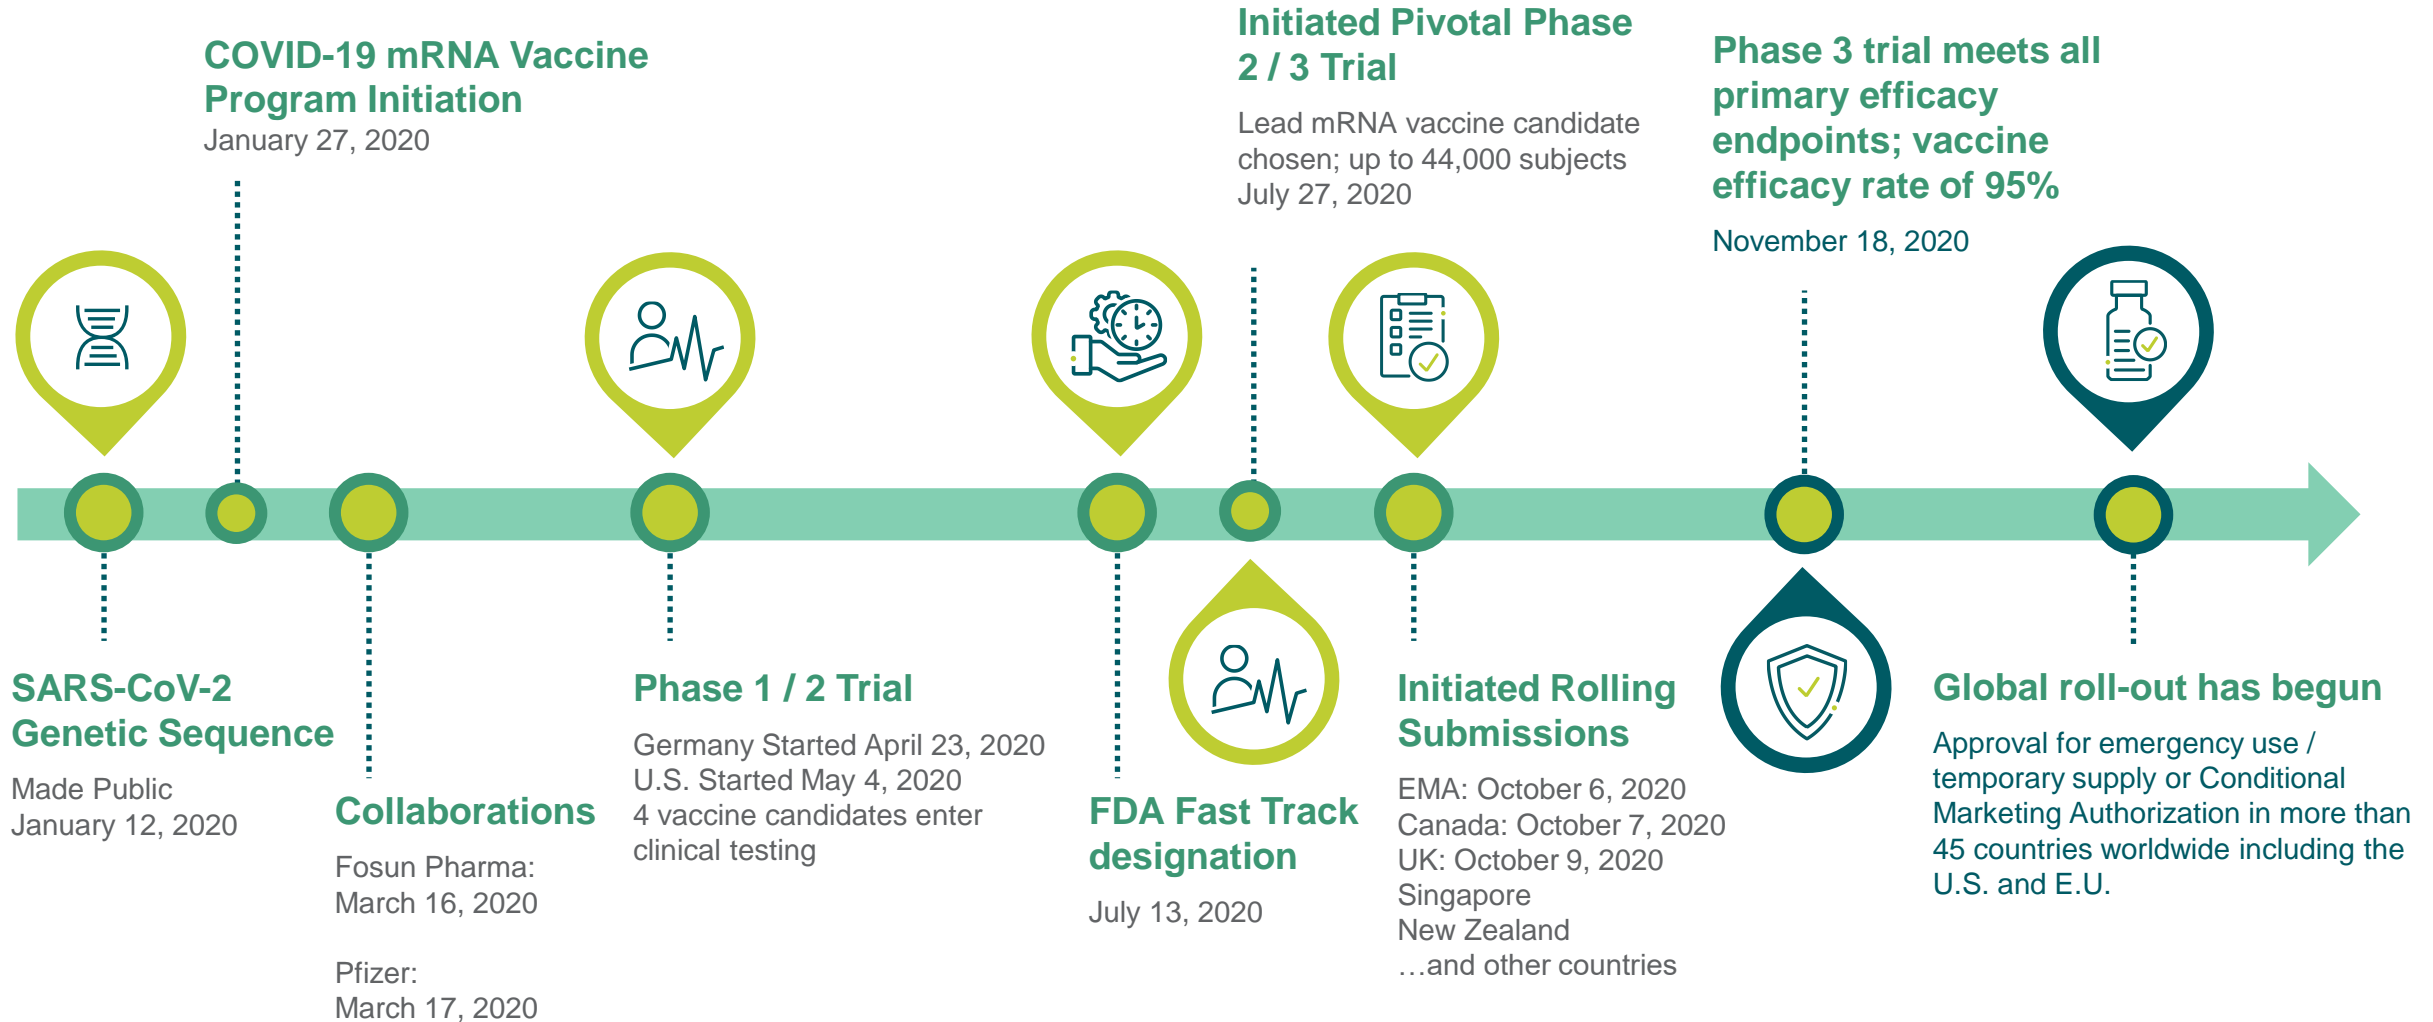 COVID-19 mRNA Vaccine
Program Initiation
January 27, 2020
Initiated Pivotal Phase
2 / 3 Trial
Lead mRNA vaccine candidate
chosen; up to 44,000 subjects
July 27, 2020
Phase 3 trial meets all
primary efficacy
endpoints; vaccine
efficacy rate of 95%
November 18, 2020
SARS-CoV-2
Genetic Sequence
Made Public
January 12, 2020
Collaborations
Fosun Pharma:
March 16, 2020
Pfizer:
March 17, 2020
Phase 1 / 2 Trial
Germany Started April 23, 2020
U.S. Started May 4, 2020
4 vaccine candidates enter
clinical testing
FDA Fast Track
designation
July 13, 2020
Initiated Rolling
Submissions
EMA: October 6, 2020
Canada: October 7, 2020
UK: October 9, 2020
Singapore
New Zealand
…and other countries
Global roll-out has begun
Approval for emergency use /
temporary supply or Conditional
Marketing Authorization in more than
45 countries worldwide including the
U.S. and E.U.